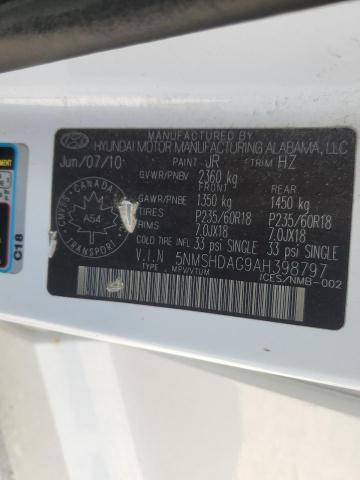 MANUFACTURED BY
HYUNDAI MOTOR MANUFACTURING ALABAMA, LLC
Jun/07/10 PAINT JR TRIM HZ
GVWR/PNBV 2360 kg
FRONT REAR
GAWR/PNBE 1350 kg 1450 kg
TIRES P235/60R18 P235/60R18
RIMS 7.0JX18 7.0JX18
COLD INFL. 33 psi SINGLE 33 psi SINGLE
V.I.N 5NMSHDAG9AH398797
TYPE MPV/VTUM ICES/NMB-002
CANADA
A54
TRANSPORT
C18